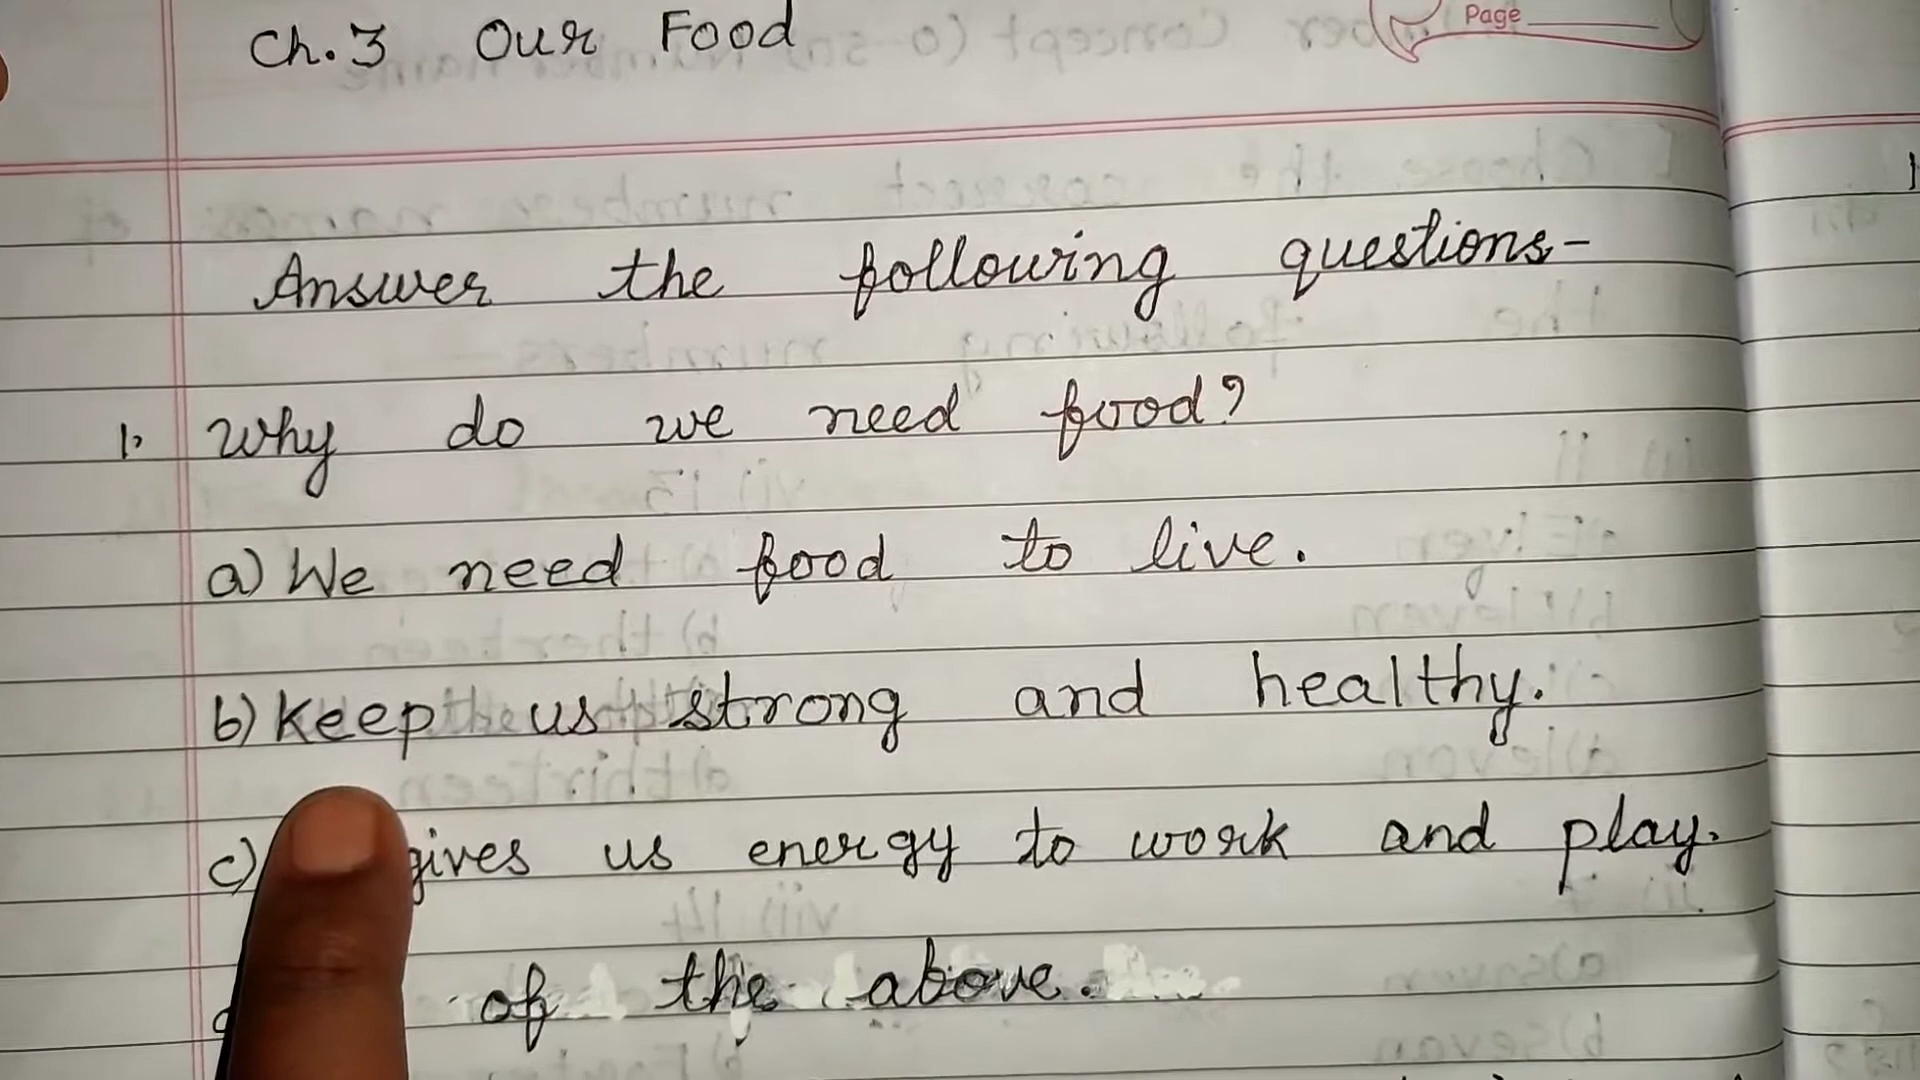 Page
Ch.3 Our Food
Answer the following questions-
1. Why do we need food?
a) We need food to live.
b) Keep us strong and healthy.
c) gives us energy to work and play.
of the above.